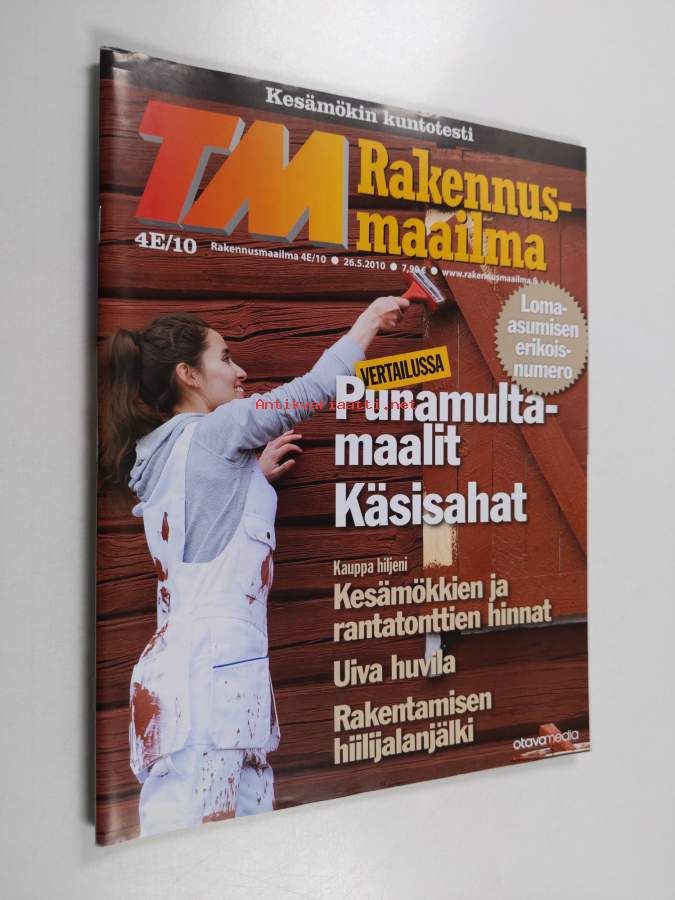 Kesämökin kuntotesti
TM Rakennus-
maailma
4E/10
Rakennusmaailma 4E/10 ● 26.5.2010 ● 7,90 € ● www.rakennusmaailma.fi
Loma-
asumisen
erikois-
numero
VERTAILUSSA
Antikvariaatti.net
Punamulta-
maalit
Käsisahat
Kauppa hiljeni
Kesämökkien ja
rantatonttien hinnat
Uiva huvila
Rakentamisen
hiilijalanjälki
otavamedia